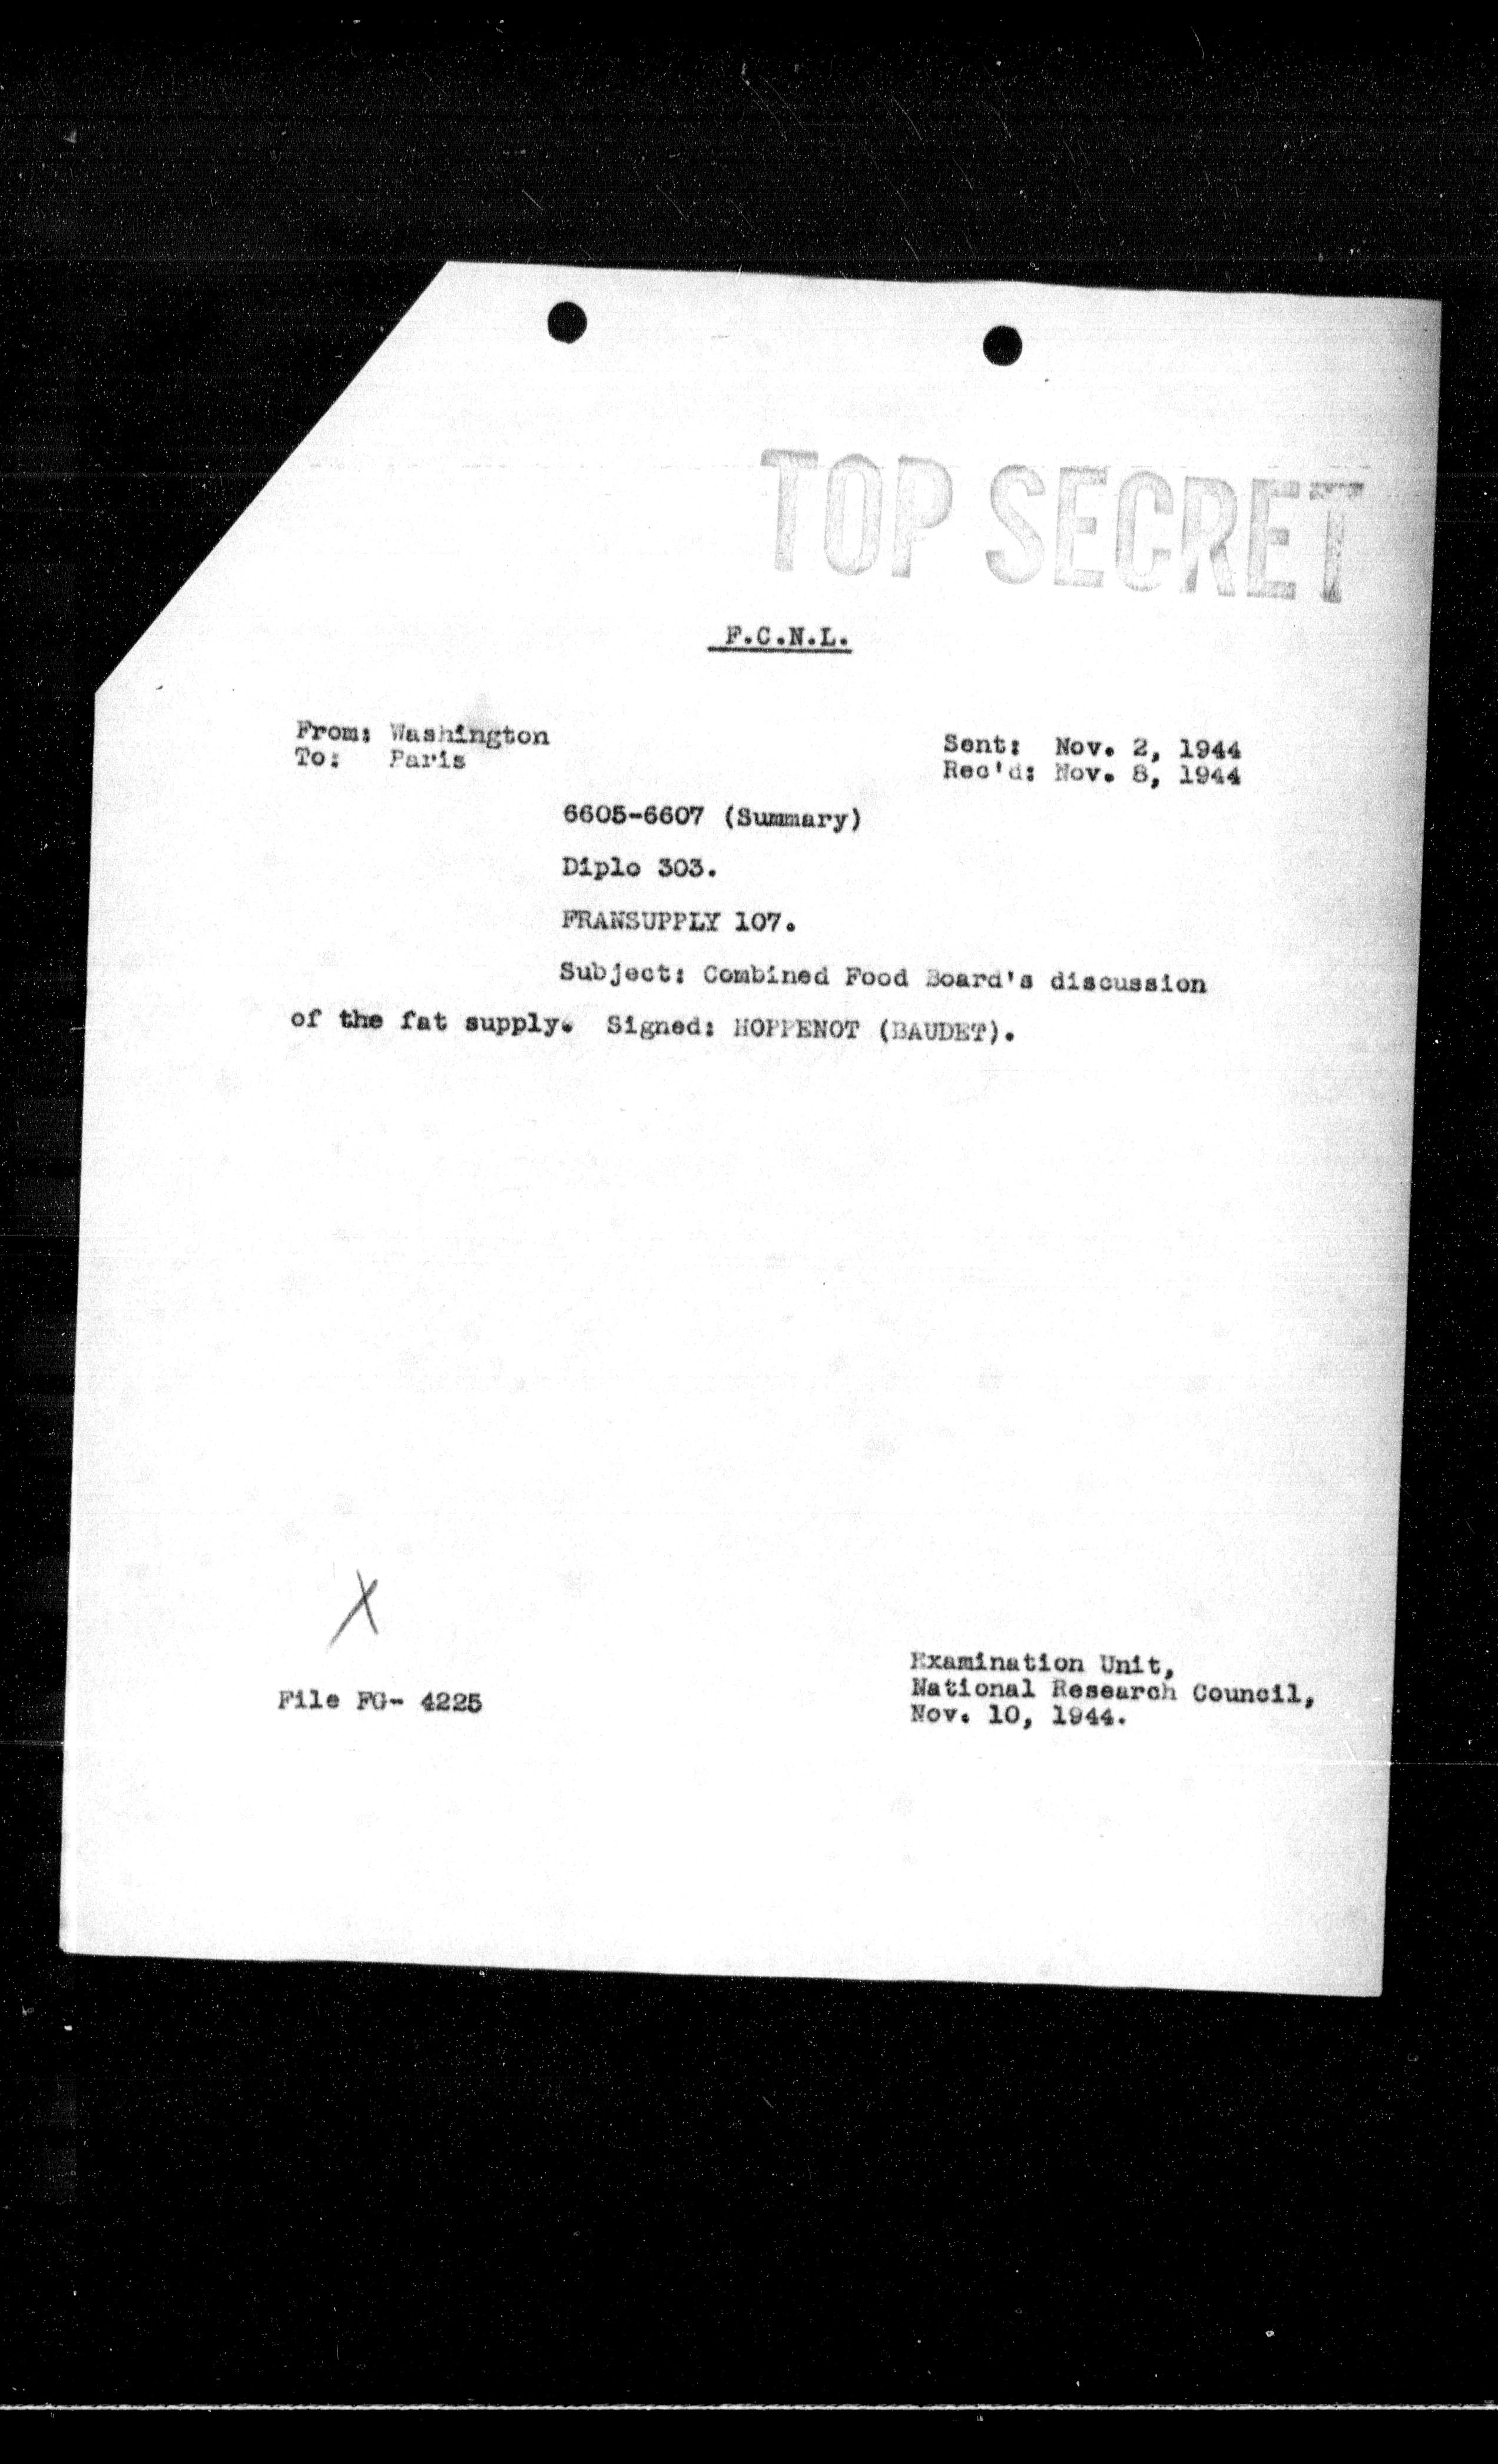 TOP SECRET
F.C.N.L.
From: Washington
To: Paris
Sent: Nov. 2, 1944
Rec'd: Nov. 8, 1944
6605-6607 (Summary)
Diplo 303.
FRANSUPPLY 107.
Subject: Combined Food Board's discussion
of the fat supply. Signed: HOPPENOT (BAUDET).
X
File FG- 4225
Examination Unit,
National Research Council,
Nov. 10, 1944.